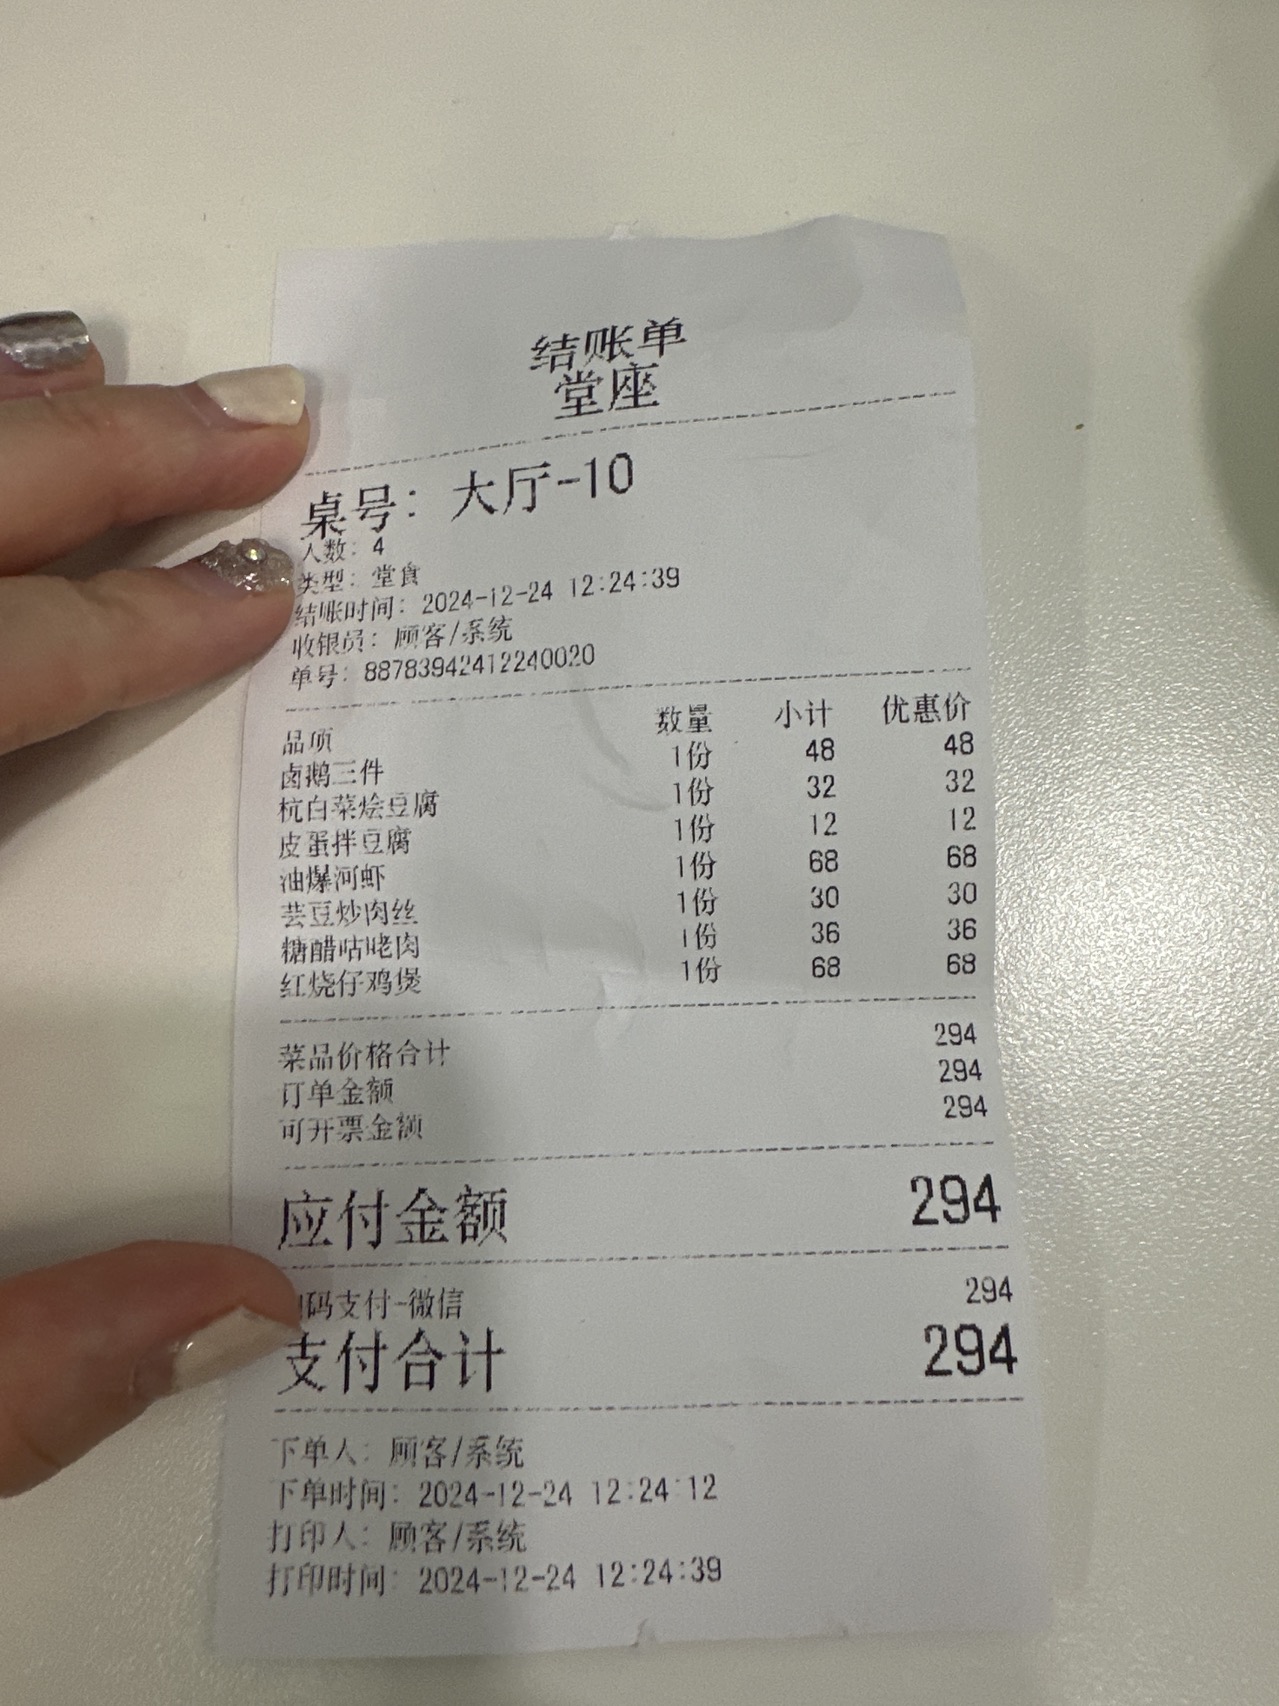 结账单
堂座
桌号：大厅-10
人数：4
类型：堂食
结账时间：2024-12-24 12:24:39
收银员：顾客/系统
单号：887839424122240020
品项 数量 小计 优惠价
卤鹅三件 1份 48 48
杭白菜烩豆腐 1份 32 32
皮蛋拌豆腐 1份 12 12
油爆河虾 1份 68 68
芸豆炒肉丝 1份 30 30
糖醋咕咾肉 1份 36 36
红烧仔鸡煲 1份 68 68
菜品价格合计 294
订单金额 294
可开票金额 294
应付金额 294
码支付-微信 294
支付合计 294
下单人：顾客/系统
下单时间：2024-12-24 12:24:12
打印人：顾客/系统
打印时间：2024-12-24 12:24:39